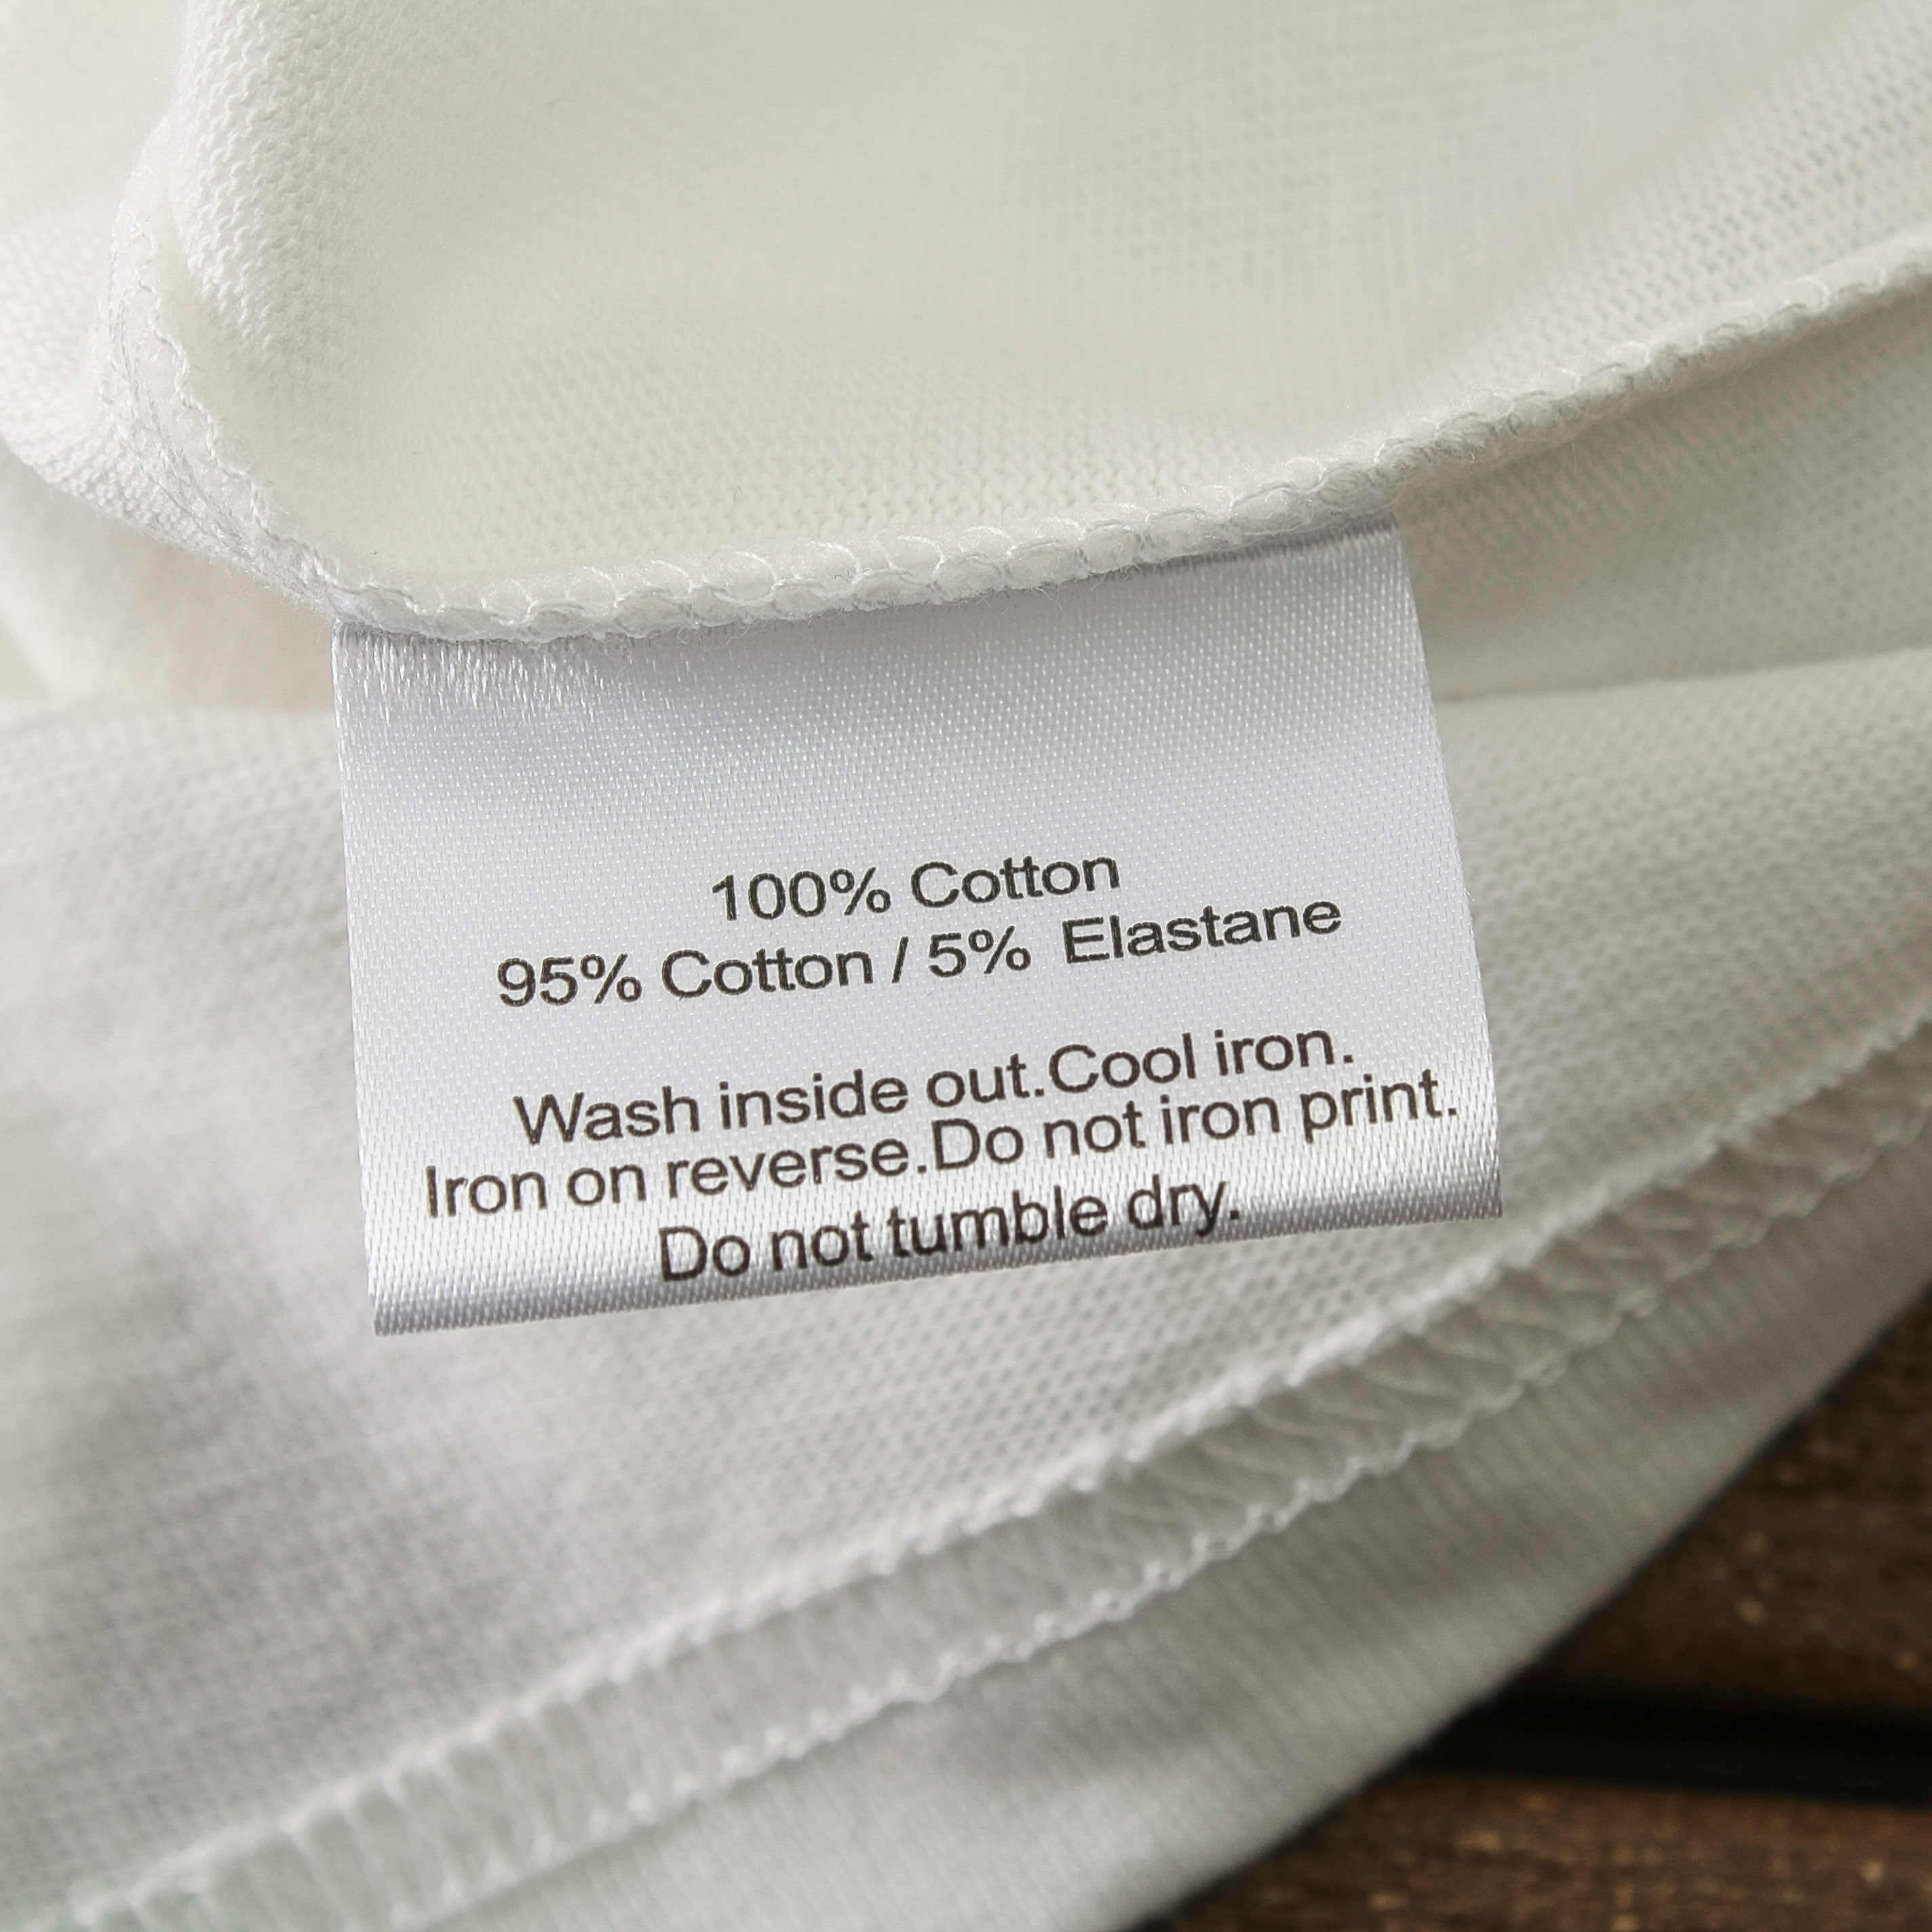 100% Cotton
95% Cotton / 5% Elastane
Wash inside out.Cool iron.
Iron on reverse.Do not iron print.
Do not tumble dry.